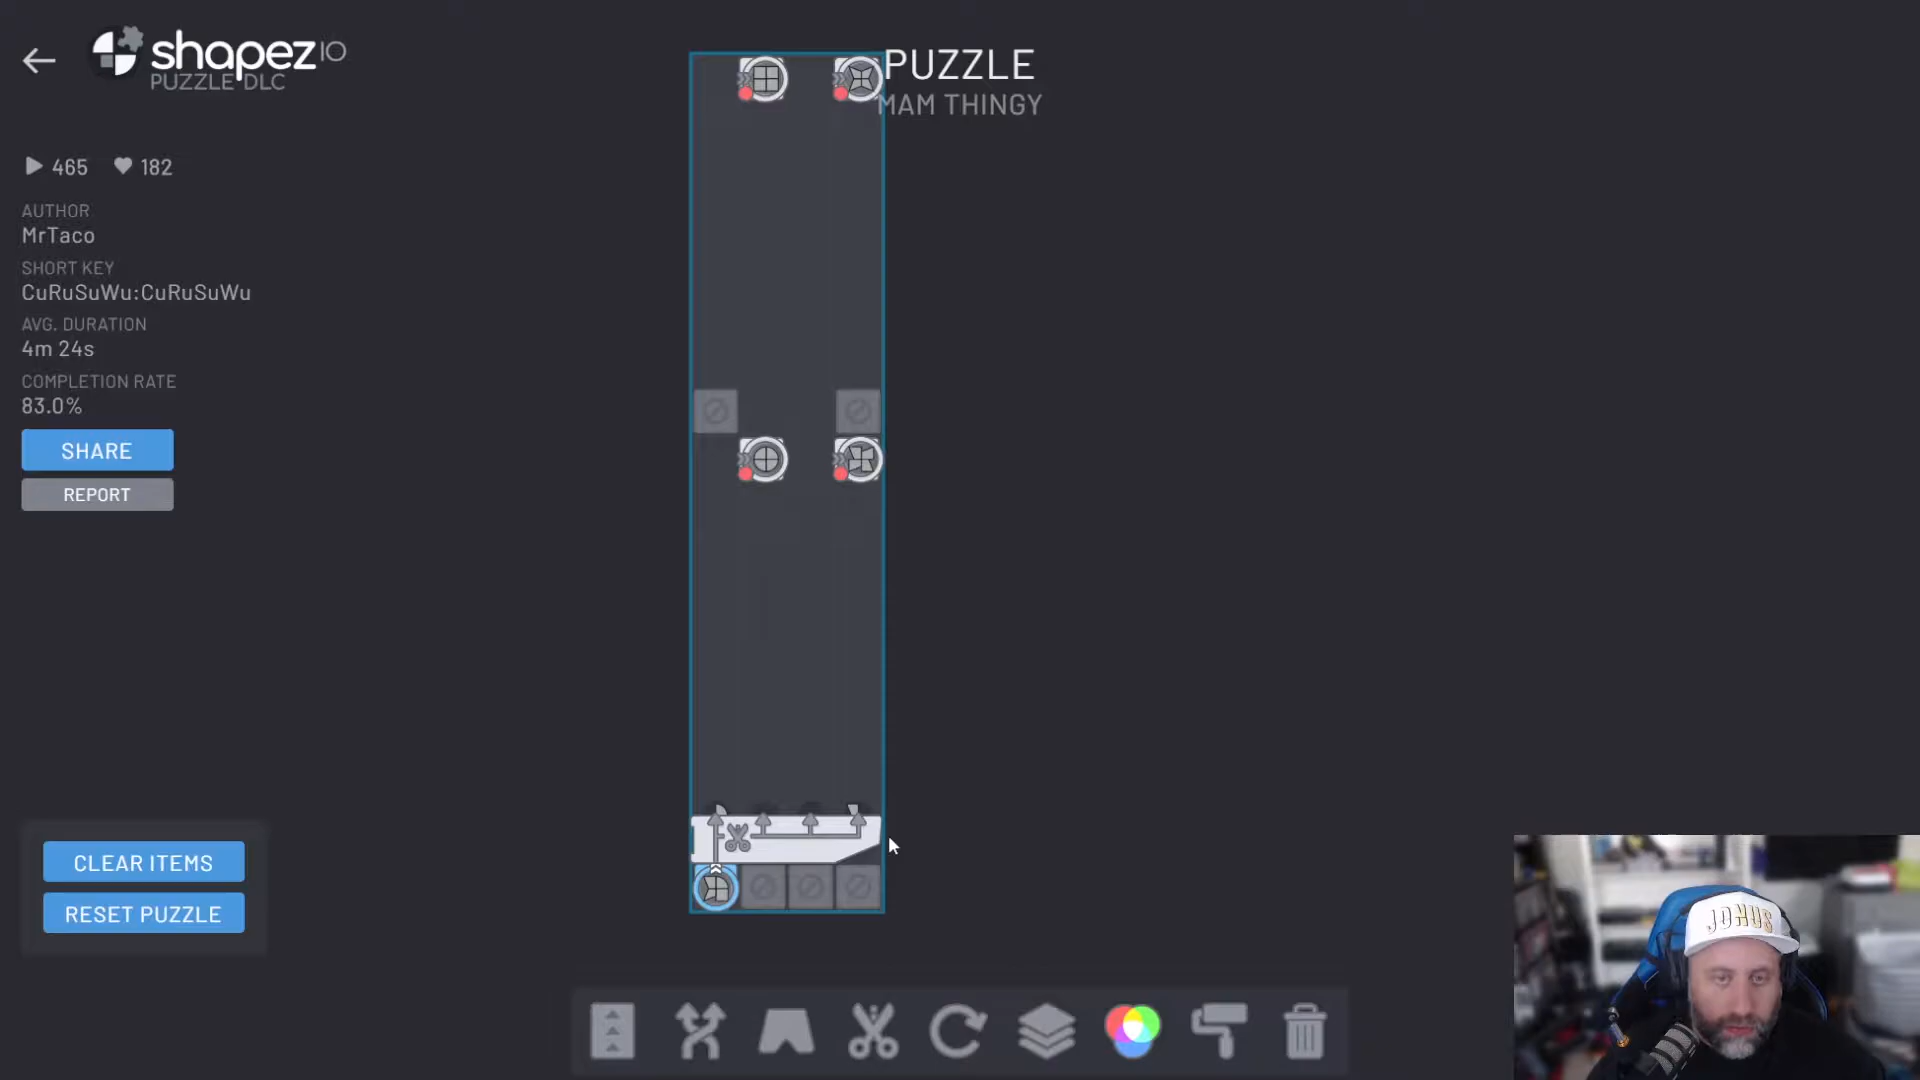 shapez IO
PUZZLE DLC
PUZZLE
MAM THINGY
465 182
AUTHOR
MrTaco
SHORT KEY
CuRuSuWu:CuRuSuWu
AVG. DURATION
4m 24s
COMPLETION RATE
83.0%
SHARE
REPORT
CLEAR ITEMS
RESET PUZZLE
JOHUS